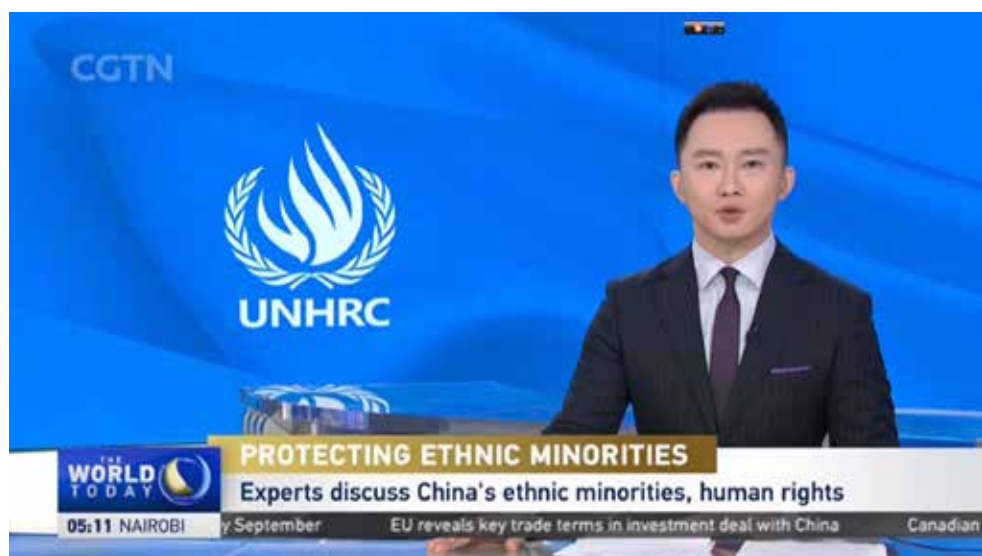 CGTN
UNHRC
PROTECTING ETHNIC MINORITIES
THE
WORLD
TODAY
Experts discuss China's ethnic minorities, human rights
05:11 NAIROBI
y September EU reveals key trade terms in investment deal with China Canadian